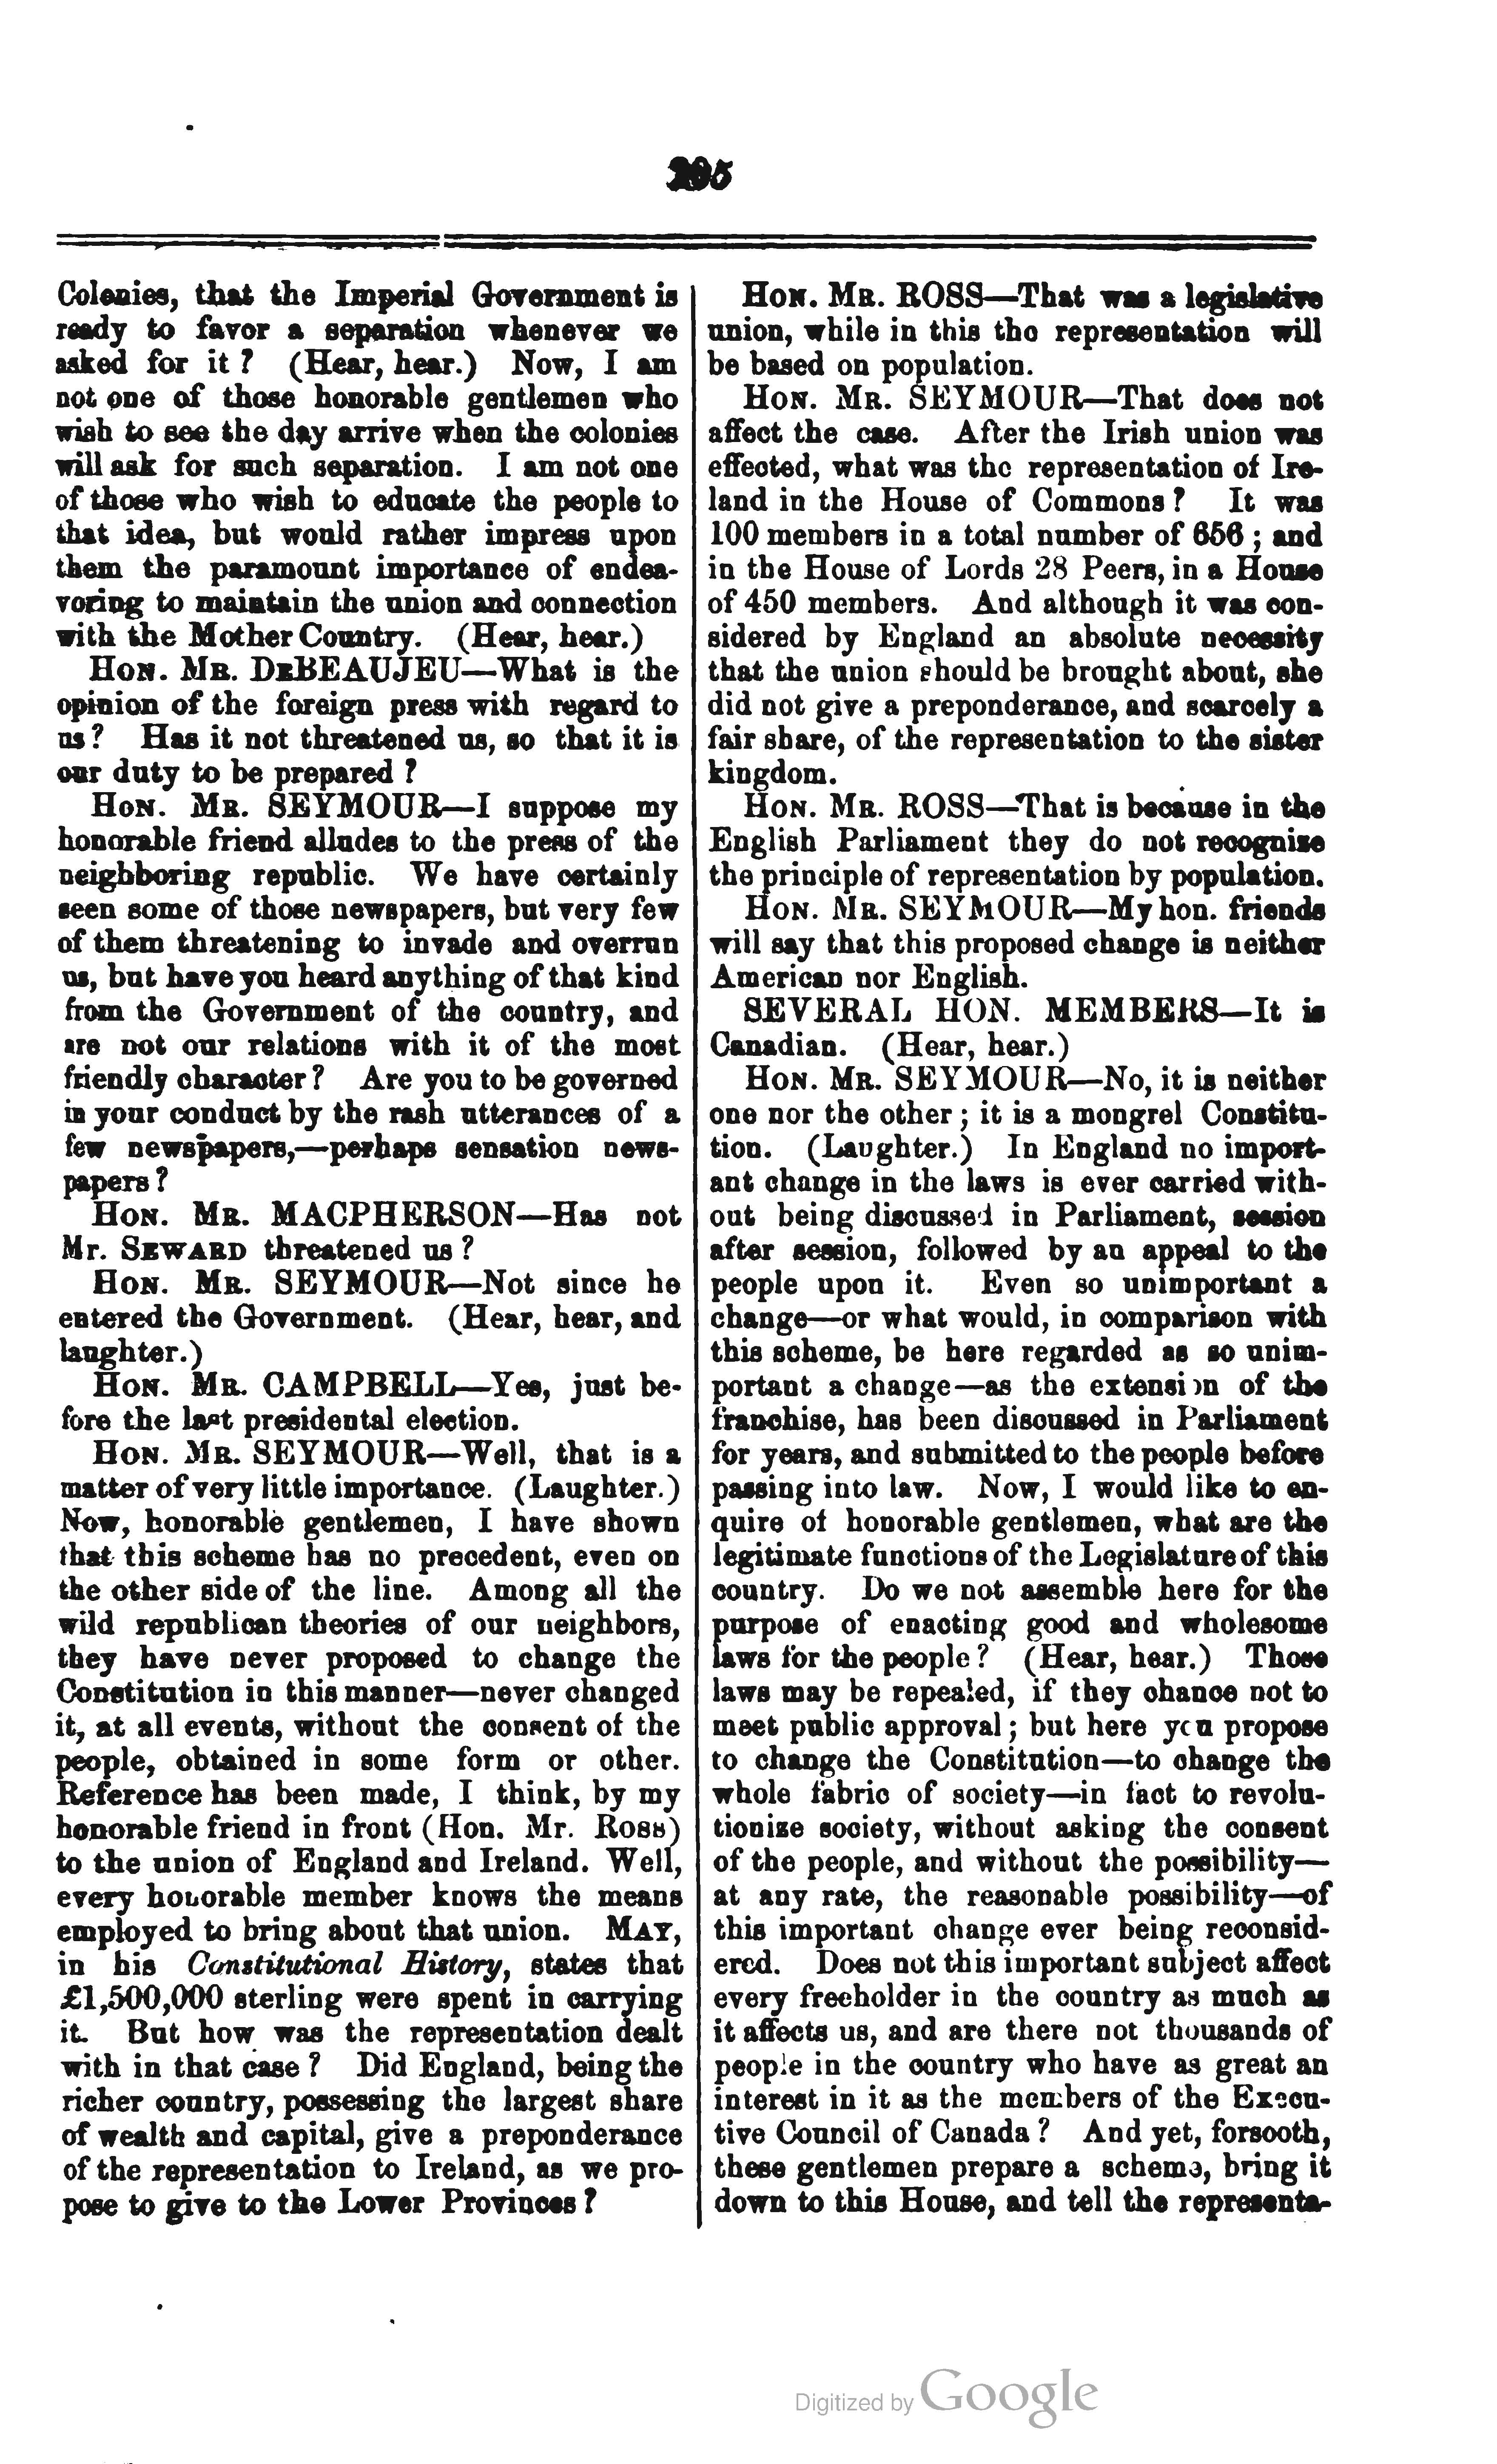 205
Colonies, that the Imperial Government is
ready to favor a separation whenever we
asked for it? (Hear, hear.) Now, I am
not one of those honorable gentlemen who
wish to see the day arrive when the colonies
will ask for such separation. I am not one
of those who wish to educate the people to
that idea, but would rather impress upon
them the paramount importance of endea-
voring to maintain the union and connection
with the Mother Country. (Hear, hear.)
HON. MR. DEBEAUJEU—What is the
opinion of the foreign press with regard to
us? Has it not threatened us, so that it is
our duty to be prepared?
HON. MR. SEYMOUR—I suppose my
honorable friend alludes to the press of the
neighboring republic. We have certainly
seen some of those newspapers, but very few
of them threatening to invade and overrun
us, but have you heard anything of that kind
from the Government of the country, and
are not our relations with it of the most
friendly character? Are you to be governed
in your conduct by the rash utterances of a
few newspapers,—perhaps sensation news-
papers?
HON. MR. MACPHERSON—Has not
Mr. SEWARD threatened us?
HON. MR. SEYMOUR—Not since he
entered the Government. (Hear, hear, and
laughter.)
HON. MR. CAMPBELL—Yes, just be-
fore the last presidental election.
HON. MR. SEYMOUR—Well, that is a
matter of very little importance. (Laughter.)
Now, honorable gentlemen, I have shown
that this scheme has no precedent, even on
the other side of the line. Among all the
wild republican theories of our neighbors,
they have never proposed to change the
Constitution in this manner—never changed
it, at all events, without the consent of the
people, obtained in some form or other.
Reference has been made, I think, by my
honorable friend in front (Hon. Mr. Ross)
to the union of England and Ireland. Well,
every honorable member knows the means
employed to bring about that union. MAY,
in his Constitutional History, states that
£1,500,000 sterling were spent in carrying
it. But how was the representation dealt
with in that case? Did England, being the
richer country, possessing the largest share
of wealth and capital, give a preponderance
of the representation to Ireland, as we pro-
pose to give to the Lower Provinces?
HON. MR. ROSS—That was a legislative
union, while in this the representation will
be based on population.
HON. MR. SEYMOUR—That does not
affect the case. After the Irish union was
effected, what was the representation of Ire-
land in the House of Commons? It was
100 members in a total number of 656; and
in the House of Lords 28 Peers, in a House
of 450 members. And although it was con-
sidered by England an absolute necessity
that the union should be brought about, she
did not give a preponderance, and scarcely a
fair share, of the representation to the sister
kingdom.
HON. MR. ROSS—That is because in the
English Parliament they do not recognize
the principle of representation by population.
HON. MR. SEYMOUR—My hon. friends
will say that this proposed change is neither
American nor English.
SEVERAL HON. MEMBERS—It is
Canadian. (Hear, hear.)
HON. MR. SEYMOUR—No, it is neither
one nor the other; it is a mongrel Constitu-
tion. (Laughter.) In England no import-
ant change in the laws is ever carried with-
out being discussed in Parliament, session
after session, followed by an appeal to the
people upon it. Even so unimportant a
change—or what would, in comparison with
this scheme, be here regarded as so unim-
portant a change—as the extension of the
franchise, has been discussed in Parliament
for years, and submitted to the people before
passing into law. Now, I would like to en-
quire of honorable gentlemen, what are the
legitimate functions of the Legislature of this
country. Do we not assemble here for the
purpose of enacting good and wholesome
laws for the people? (Hear, hear.) Those
laws may be repealed, if they chance not to
meet public approval; but here you propose
to change the Constitution—to change the
whole fabric of society—in fact to revolu-
tionize society, without asking the consent
of the people, and without the possibility—
at any rate, the reasonable possibility—of
this important change ever being reconsid-
ered. Does not this important subject affect
every freeholder in the country as much as
it affects us, and are there not thousands of
people in the country who have as great an
interest in it as the members of the Execu-
tive Council of Canada? And yet, forsooth,
these gentlemen prepare a scheme, bring it
down to this House, and tell the representa-
Digitized by Google